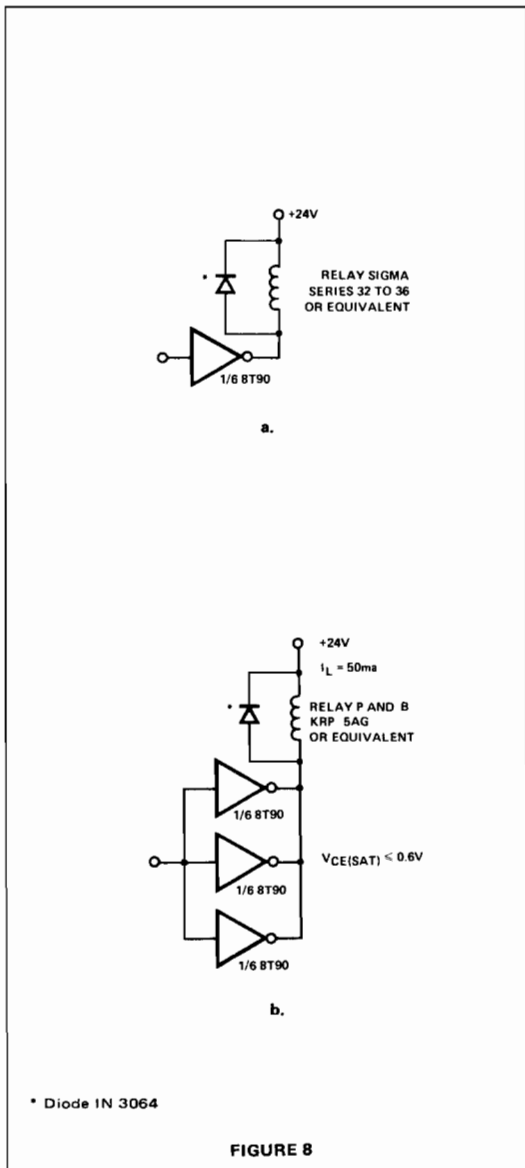 +24V
*
RELAY SIGMA
SERIES 32 TO 36
OR EQUIVALENT
1/6 8T90
a.
+24V
iL = 50ma
*
RELAY P AND B
KRP 5AG
OR EQUIVALENT
1/6 8T90
1/6 8T90
VCE(SAT) ≤ 0.6V
1/6 8T90
b.
* Diode IN 3064
FIGURE 8